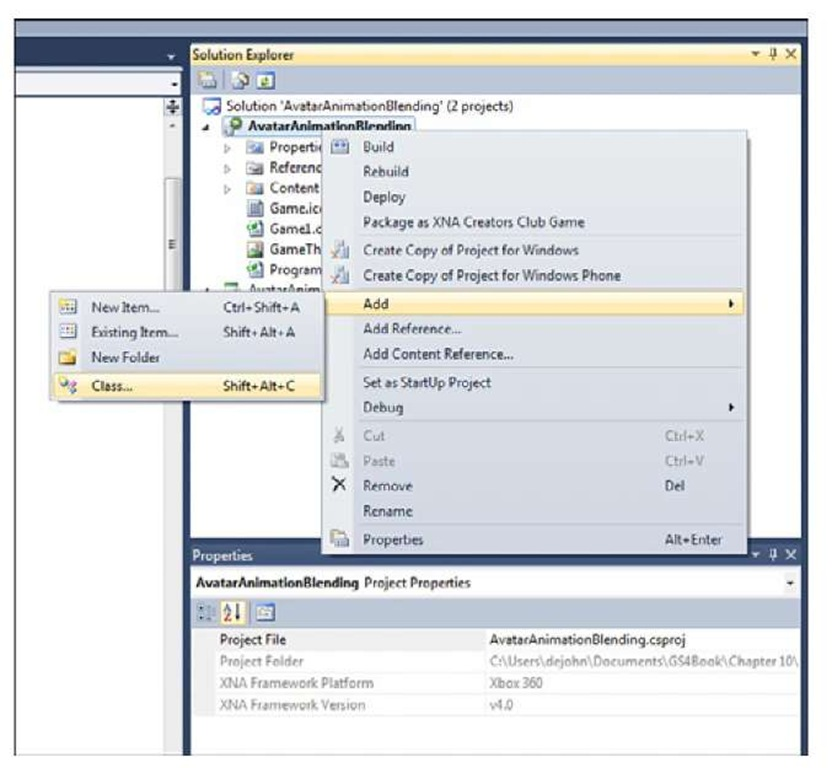 Solution Explorer
Solution 'AvatarAnimationBlending' (2 projects)
AvatarAnimationBlending
Properti
Referenc
Content
Game.ic
Game1.c
GameTh
Program
AvatarAnim
Build
Rebuild
Deploy
Package as XNA Creators Club Game
Create Copy of Project for Windows
Create Copy of Project for Windows Phone
Add
Add Reference...
Add Content Reference...
Set as StartUp Project
Debug
Cut Ctrl+X
Paste Ctrl+V
Remove Del
Rename
Properties Alt+Enter
New Item... Ctrl+Shift+A
Existing Item... Shift+Alt+A
New Folder
Class... Shift+Alt+C
Properties
AvatarAnimationBlending Project Properties
Project File AvatarAnimationBlending.csproj
Project Folder C:\Users\dejohn\Documents\GS4Book\Chapter 10\
XNA Framework Platform Xbox 360
XNA Framework Version v4.0